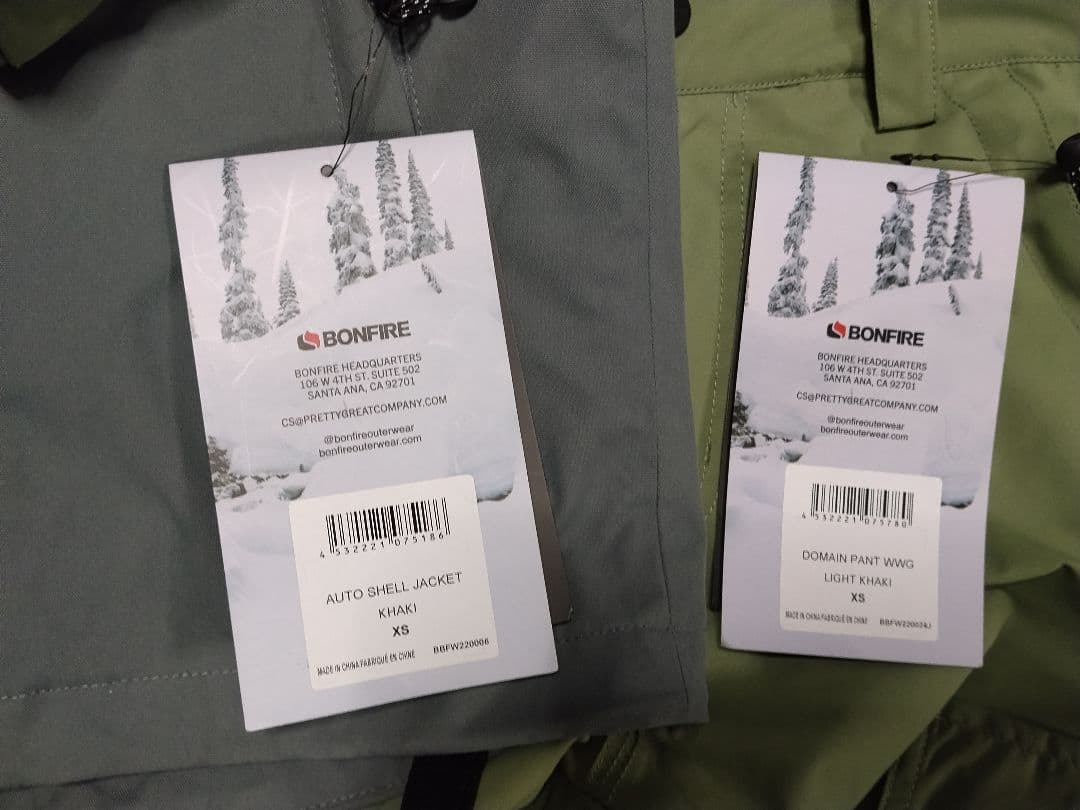 BONFIRE
BONFIRE HEADQUARTERS
106 W 4TH ST. SUITE 502
SANTA ANA, CA 92701
CS@PRETTYGREATCOMPANY.COM
@bonfireouterwear
bonfireouterwear.com
4 532221 075186
AUTO SHELL JACKET
KHAKI
XS
MADE IN CHINA/FABRIQUÉ EN CHINE
BBFW220006
BONFIRE
BONFIRE HEADQUARTERS
106 W 4TH ST. SUITE 502
SANTA ANA, CA 92701
CS@PRETTYGREATCOMPANY.COM
@bonfireouterwear
bonfireouterwear.com
4 532221 075780
DOMAIN PANT WWG
LIGHT KHAKI
XS
MADE IN CHINA/FABRIQUÉ EN CHINE